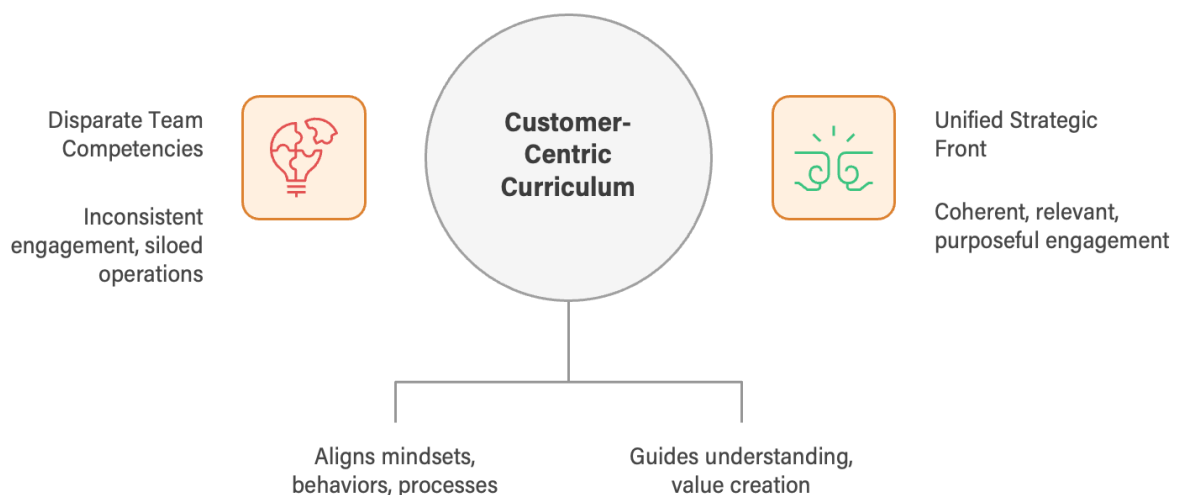 Disparate Team
Competencies
Inconsistent
engagement, siloed
operations
Customer-
Centric
Curriculum
Unified Strategic
Front
Coherent, relevant,
purposeful engagement
Aligns mindsets,
behaviors, processes
Guides understanding,
value creation